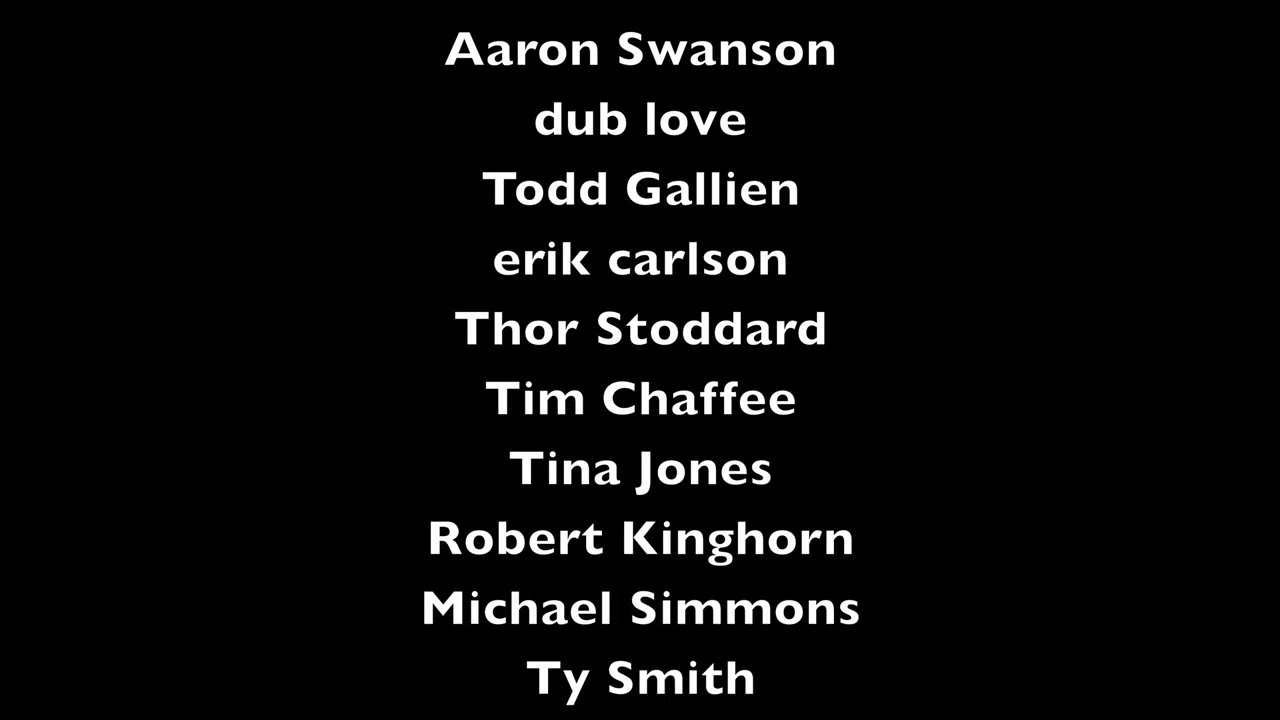 Aaron Swanson
dub love
Todd Gallien
erik carlson
Thor Stoddard
Tim Chaffee
Tina Jones
Robert Kinghorn
Michael Simmons
Ty Smith